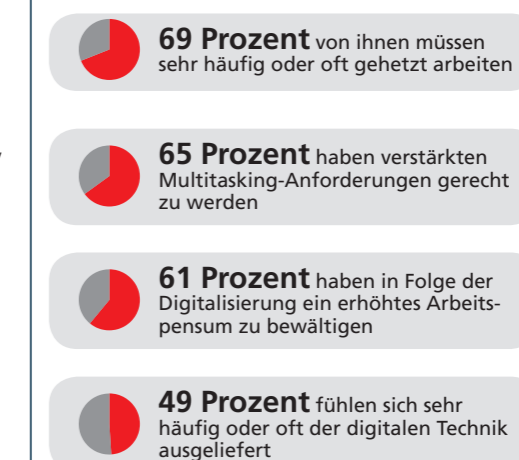 69 Prozent von ihnen müssen
sehr häufig oder oft gehetzt arbeiten
65 Prozent haben verstärkten
Multitasking-Anforderungen gerecht
zu werden
61 Prozent haben in Folge der
Digitalisierung ein erhöhtes Arbeits-
pensum zu bewältigen
49 Prozent fühlen sich sehr
häufig oder oft der digitalen Technik
ausgeliefert